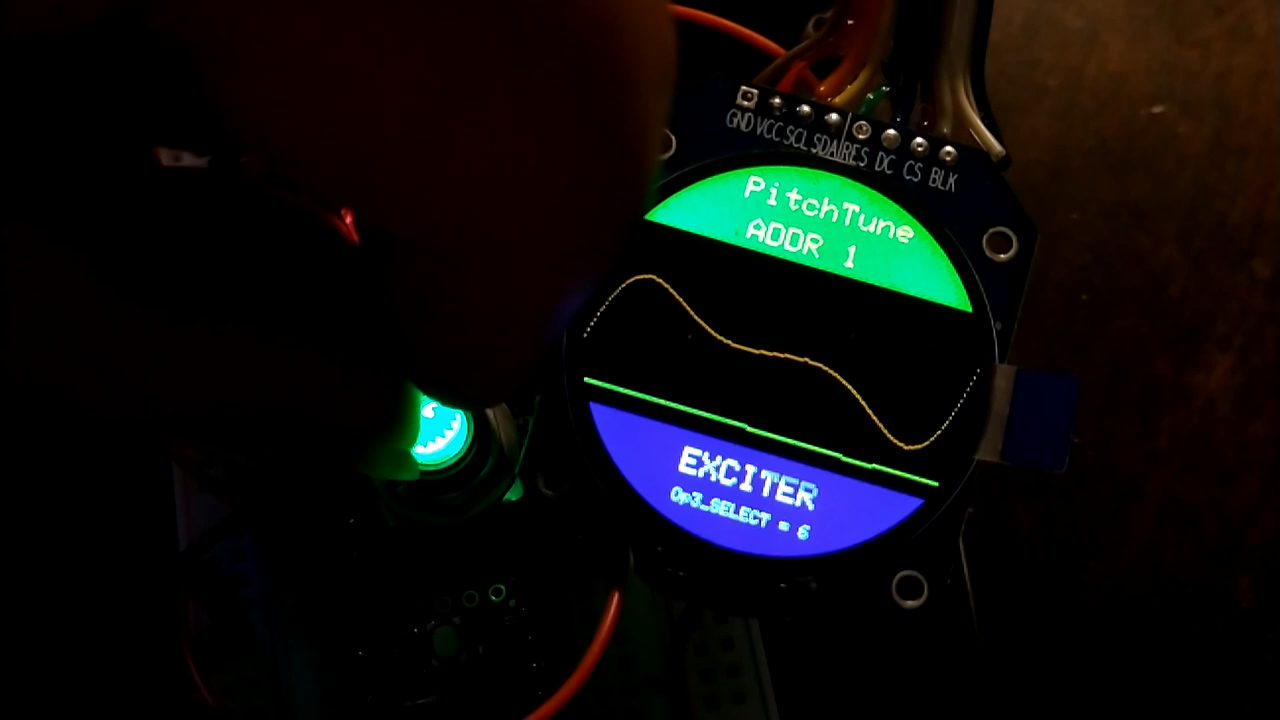 GND VCC SCL SDA RES DC CS BLK
PitchTune
ADDR 1
EXCITER
Op3_SELECT = 6